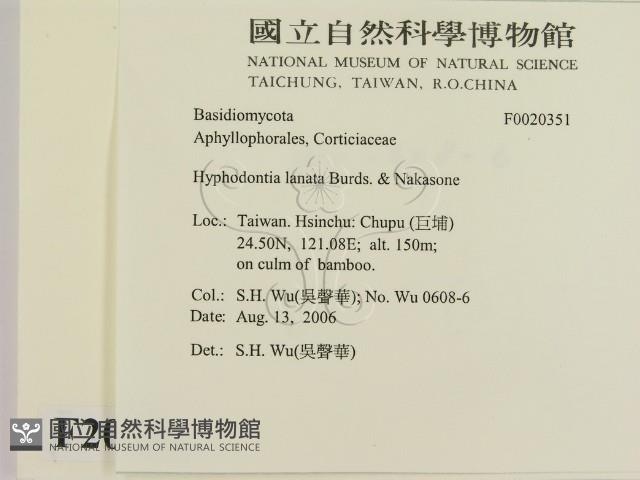 國立自然科學博物館
NATIONAL MUSEUM OF NATURAL SCIENCE
TAICHUNG, TAIWAN, R.O.CHINA
Basidiomycota F0020351
Aphyllophorales, Corticiaceae
Hyphodontia lanata Burds. & Nakasone
Loc.: Taiwan. Hsinchu: Chupu (巨埔)
24.50N, 121.08E; alt. 150m;
on culm of bamboo.
Col.: S.H. Wu(吳聲華); No. Wu 0608-6
Date: Aug. 13, 2006
Det.: S.H. Wu(吳聲華)
國立自然科學博物館
NATIONAL MUSEUM OF NATURAL SCIENCE